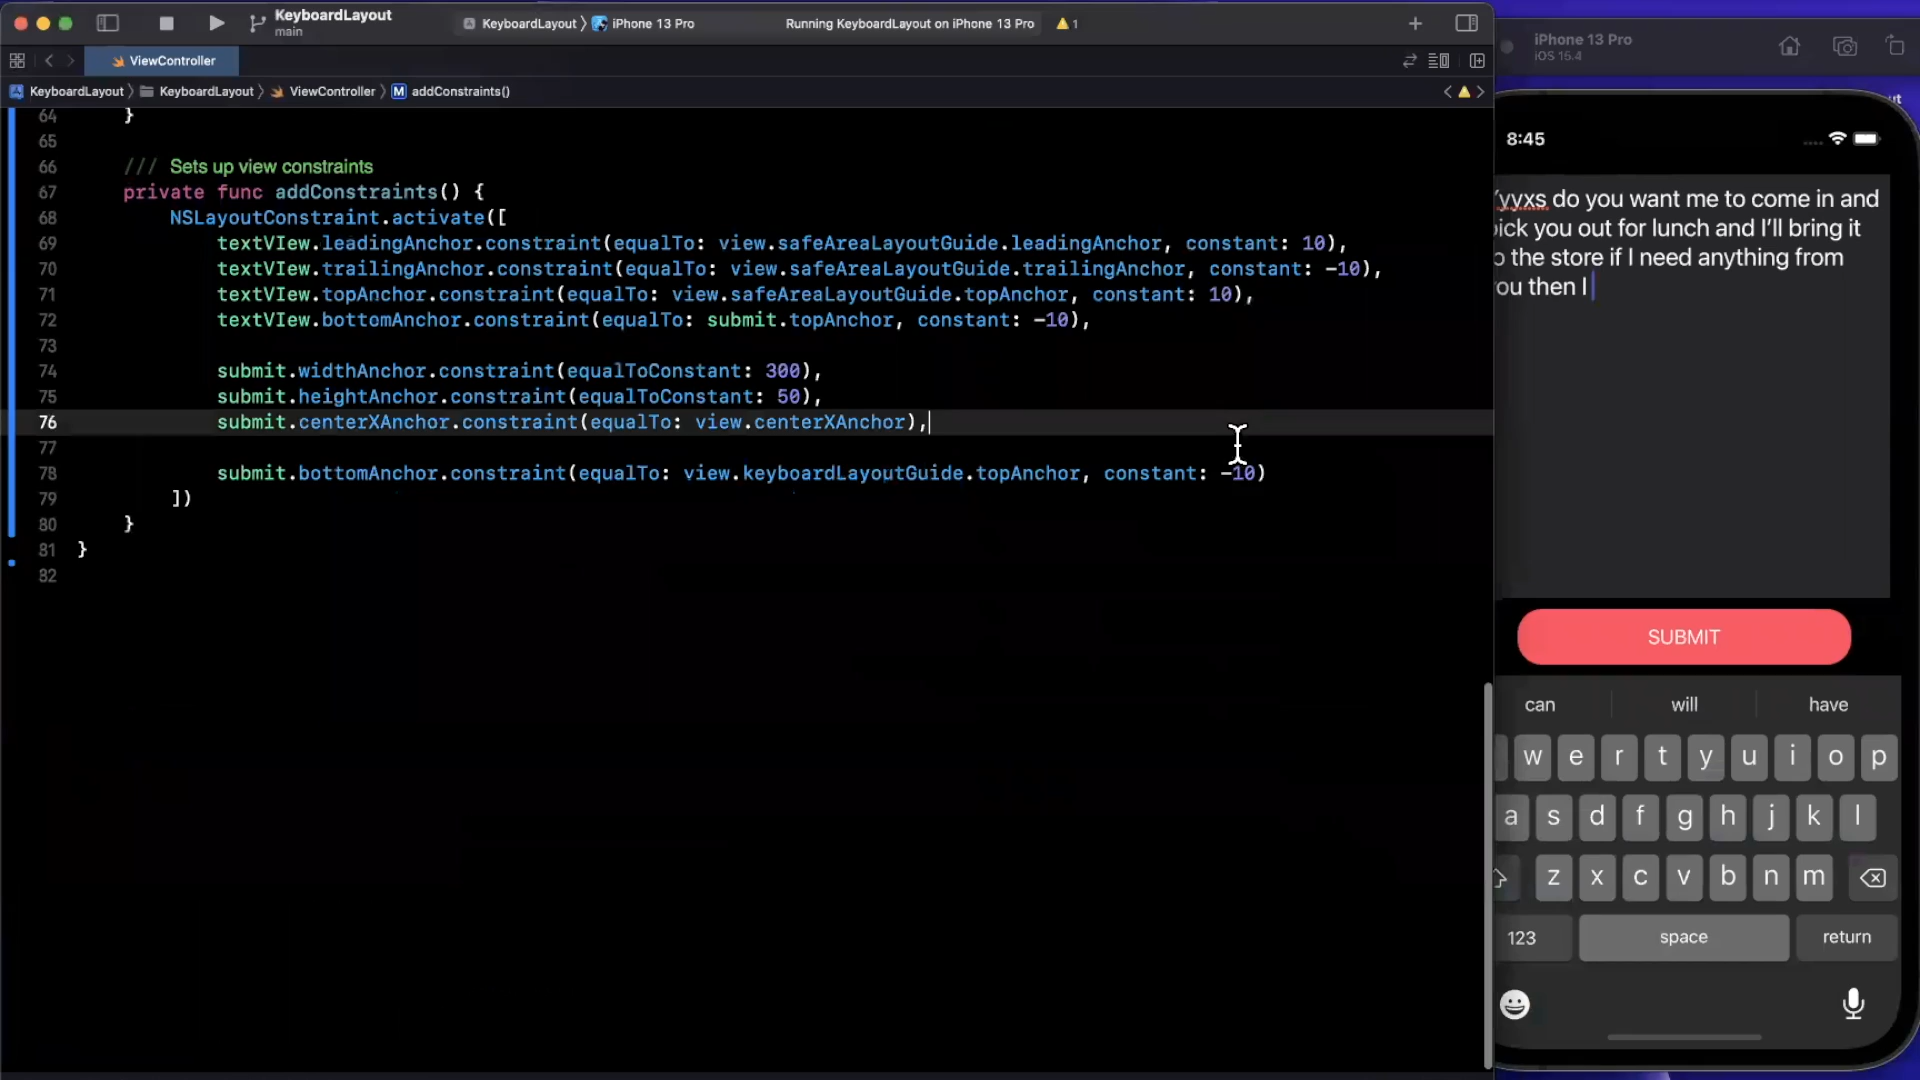 KeyboardLayout
main
KeyboardLayout
iPhone 13 Pro
Running KeyboardLayout on iPhone 13 Pro
1
ViewController
KeyboardLayout
KeyboardLayout
ViewController
M addConstraints()
64 }
65
66 /// Sets up view constraints
67 private func addConstraints() {
68 NSLayoutConstraint.activate([
69 textVIew.leadingAnchor.constraint(equalTo: view.safeAreaLayoutGuide.leadingAnchor, constant: 10),
70 textVIew.trailingAnchor.constraint(equalTo: view.safeAreaLayoutGuide.trailingAnchor, constant: -10),
71 textVIew.topAnchor.constraint(equalTo: view.safeAreaLayoutGuide.topAnchor, constant: 10),
72 textVIew.bottomAnchor.constraint(equalTo: submit.topAnchor, constant: -10),
73
74 submit.widthAnchor.constraint(equalToConstant: 300),
75 submit.heightAnchor.constraint(equalToConstant: 50),
76 submit.centerXAnchor.constraint(equalTo: view.centerXAnchor),
77
78 submit.bottomAnchor.constraint(equalTo: view.keyboardLayoutGuide.topAnchor, constant: -10)
79 ])
80 }
81 }
82
iPhone 13 Pro
iOS 15.4
8:45
do you want me to come in and
you out for lunch and I'll bring it
the store if I need anything from
then I
SUBMIT
can will have
w e r t y u i o p
a s d f g h j k l
z x c v b n m
123 space return